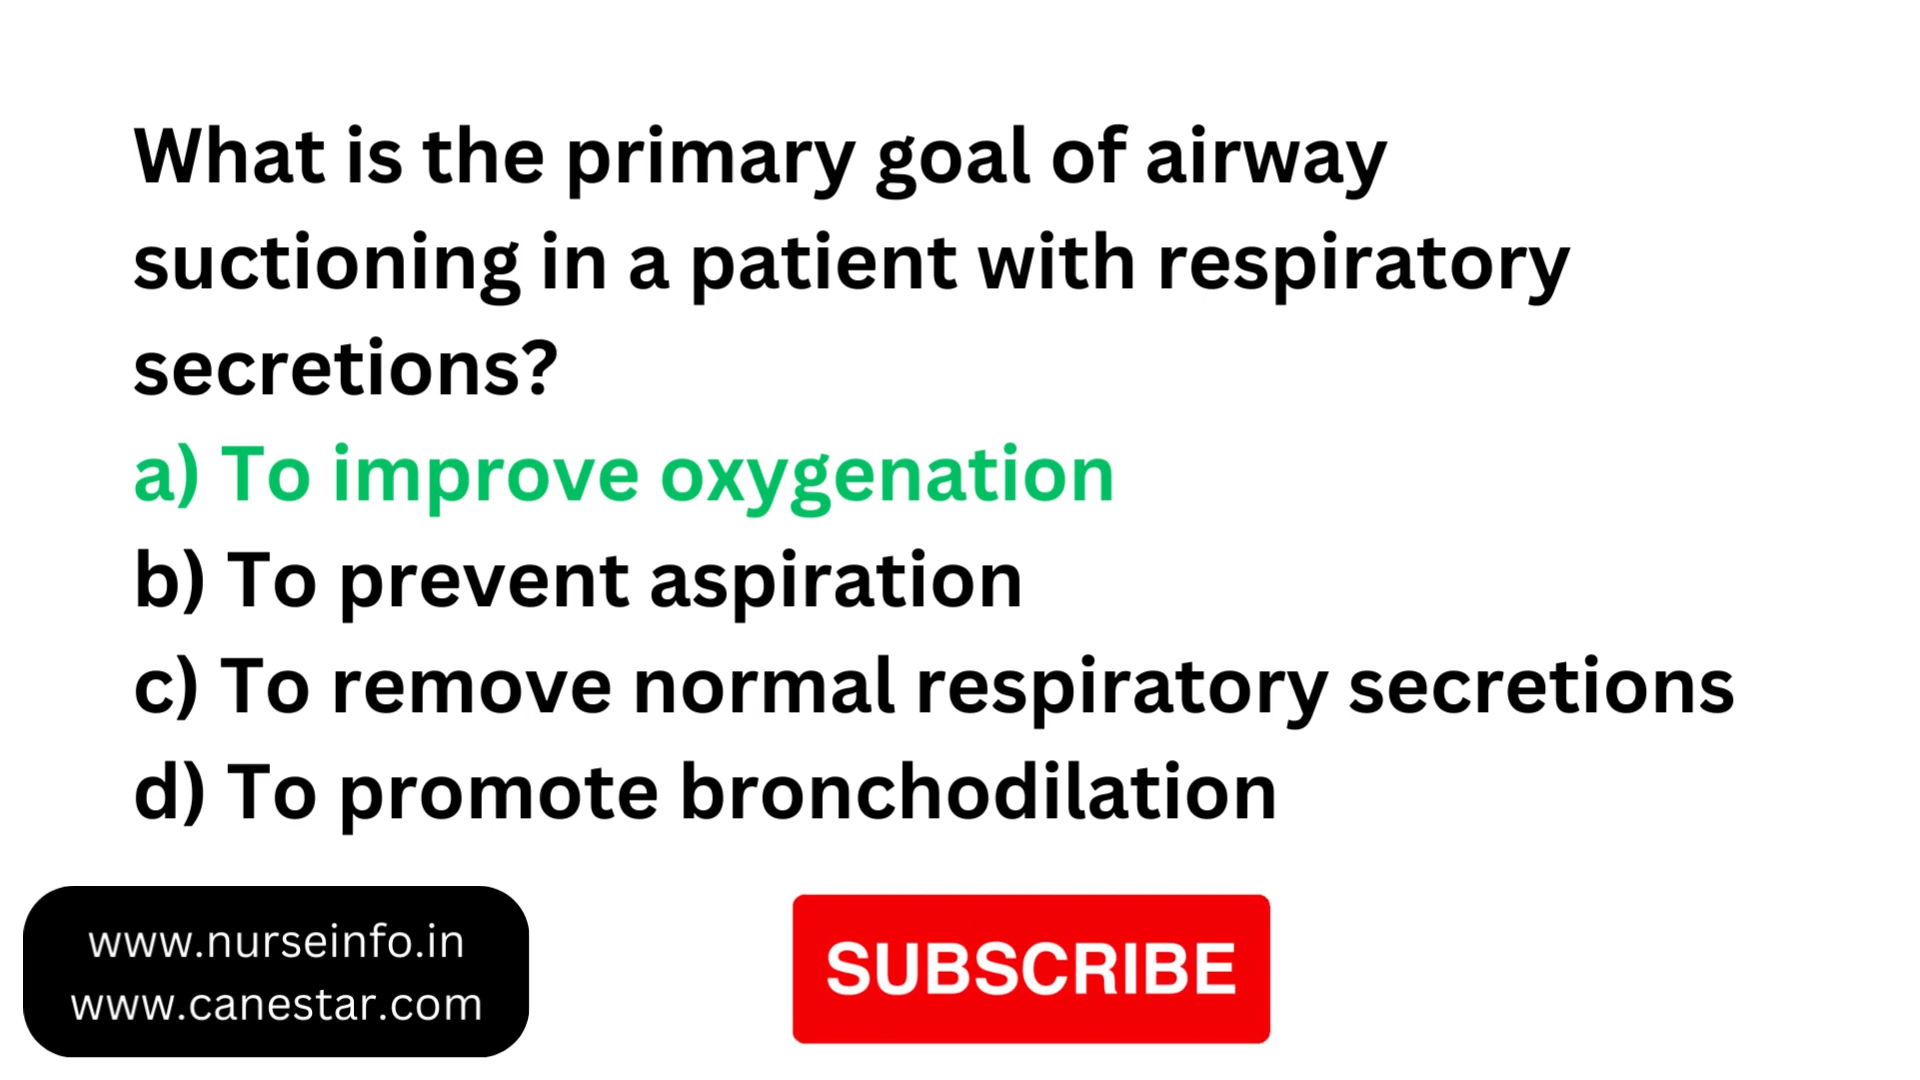 What is the primary goal of airway
suctioning in a patient with respiratory
secretions?
a) To improve oxygenation
b) To prevent aspiration
c) To remove normal respiratory secretions
d) To promote bronchodilation
www.nurseinfo.in
www.canestar.com
SUBSCRIBE